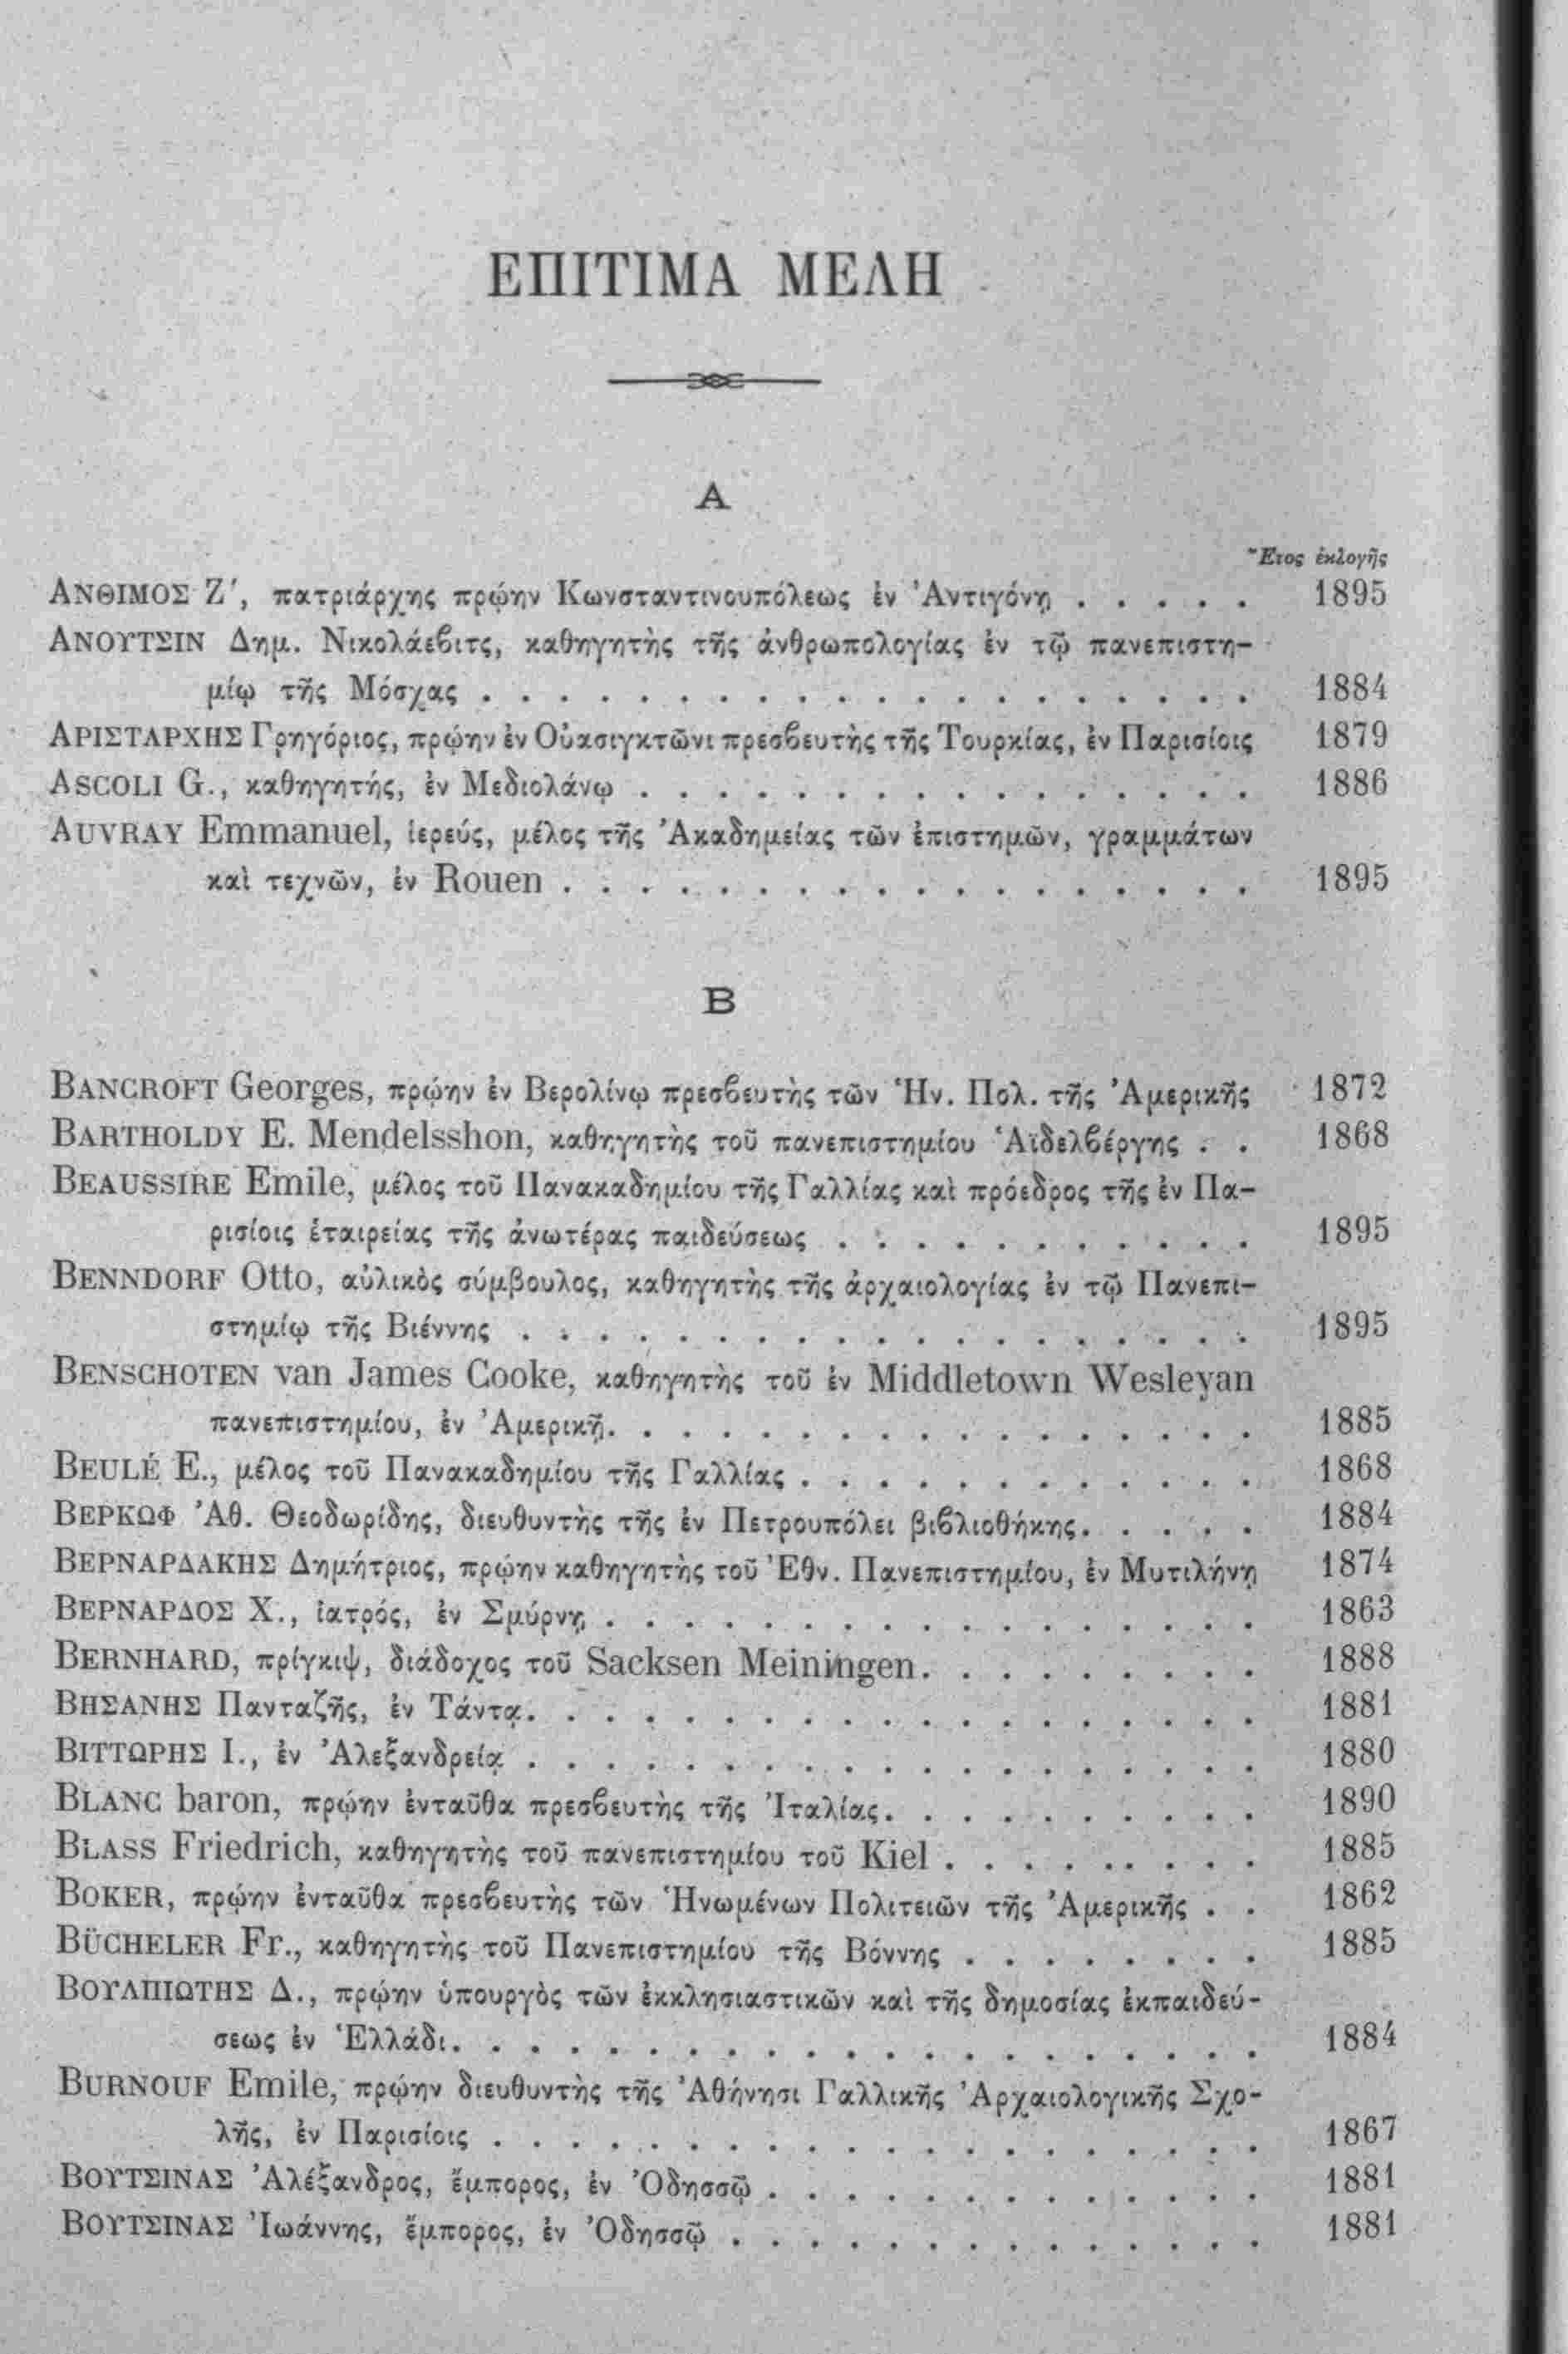 ΕΠΙΤΙΜΑ ΜΕΛΗ
Α
Ἔτος ἐκλογῆς
ΑΝΘΙΜΟΣ Ζ', πατριάρχης πρῴην Κωνσταντινουπόλεως ἐν Ἀντιγόνῃ . . . . . 1895
ΑΝΟΥΤΣΙΝ Δημ. Νικολάεβιτς, καθηγητὴς τῆς ἀνθρωπολογίας ἐν τῷ πανεπιστη-
μίῳ τῆς Μόσχας . . . . . . . . . . . . . . . . . . . . 1884
ΑΡΙΣΤΑΡΧΗΣ Γρηγόριος, πρῴην ἐν Οὐασιγκτῶνι πρεσβευτὴς τῆς Τουρκίας, ἐν Παρισίοις 1879
ASCOLI G., καθηγητής, ἐν Μεδιολάνῳ . . . . . . . . . . . . . . . . 1886
AUVRAY Emmanuel, ἱερεύς, μέλος τῆς Ἀκαδημείας τῶν ἐπιστημῶν, γραμμάτων
καὶ τεχνῶν, ἐν Rouen . . . . . . . . . . . . . . . . . . 1895
Β
BANCROFT Georges, πρῴην ἐν Βερολίνῳ πρεσβευτὴς τῶν Ἡν. Πολ. τῆς Ἀμερικῆς 1872
BARTHOLDY E. Mendelsshon, καθηγητὴς τοῦ πανεπιστημίου Ἁϊδελβέργης . . 1868
BEAUSSIRE Emile, μέλος τοῦ Πανακαδημίου τῆς Γαλλίας καὶ πρόεδρος τῆς ἐν Πα-
ρισίοις ἑταιρείας τῆς ἀνωτέρας παιδεύσεως . . . . . . . . . . . 1895
BENNDORF Otto, αὐλικὸς σύμβουλος, καθηγητὴς τῆς ἀρχαιολογίας ἐν τῷ Πανεπι-
στημίῳ τῆς Βιέννης . . . . . . . . . . . . . . . . . . . 1895
BENSCHOTEN van James Cooke, καθηγητὴς τοῦ ἐν Middletown Wesleyan
πανεπιστημίου, ἐν Ἀμερικῇ. . . . . . . . . . . . . . . . . 1885
BEULÉ E., μέλος τοῦ Πανακαδημίου τῆς Γαλλίας . . . . . . . . . . . . 1868
ΒΕΡΚΩΦ Ἀθ. Θεοδωρίδης, διευθυντὴς τῆς ἐν Πετρουπόλει βιβλιοθήκης. . . . . 1884
ΒΕΡΝΑΡΔΑΚΗΣ Δημήτριος, πρῴην καθηγητὴς τοῦ Ἐθν. Πανεπιστημίου, ἐν Μυτιλήνῃ 1874
ΒΕΡΝΑΡΔΟΣ Χ., ἰατρός, ἐν Σμύρνῃ . . . . . . . . . . . . . . . . . 1863
BERNHARD, πρίγκιψ, διάδοχος τοῦ Sacksen Meiningen. . . . . . . . . 1888
ΒΗΣΑΝΗΣ Πανταζῆς, ἐν Τάντᾳ. . . . . . . . . . . . . . . . . . . 1881
ΒΙΤΤΩΡΗΣ Ι., ἐν Ἀλεξανδρείᾳ . . . . . . . . . . . . . . . . . . . 1880
BLANC baron, πρῴην ἐνταῦθα πρεσβευτὴς τῆς Ἰταλίας. . . . . . . . . . 1890
BLASS Friedrich, καθηγητὴς τοῦ πανεπιστημίου τοῦ Kiel . . . . . . . . . 1885
BOKER, πρῴην ἐνταῦθα πρεσβευτὴς τῶν Ἡνωμένων Πολιτειῶν τῆς Ἀμερικῆς . . 1862
BÜCHELER Fr., καθηγητὴς τοῦ Πανεπιστημίου τῆς Βόννης . . . . . . . . 1885
ΒΟΥΛΠΙΩΤΗΣ Δ., πρῴην ὑπουργὸς τῶν ἐκκλησιαστικῶν καὶ τῆς δημοσίας ἐκπαιδεύ-
σεως ἐν Ἑλλάδι. . . . . . . . . . . . . . . . . . . . . 1884
BURNOUF Emile, πρῴην διευθυντὴς τῆς Ἀθήνησι Γαλλικῆς Ἀρχαιολογικῆς Σχο-
λῆς, ἐν Παρισίοις . . . . . . . . . . . . . . . . . . . . 1867
ΒΟΥΤΣΙΝΑΣ Ἀλέξανδρος, ἔμπορος, ἐν Ὀδησσῷ . . . . . . . . . . . . . 1881
ΒΟΥΤΣΙΝΑΣ Ἰωάννης, ἔμπορος, ἐν Ὀδησσῷ . . . . . . . . . . . . . . 1881